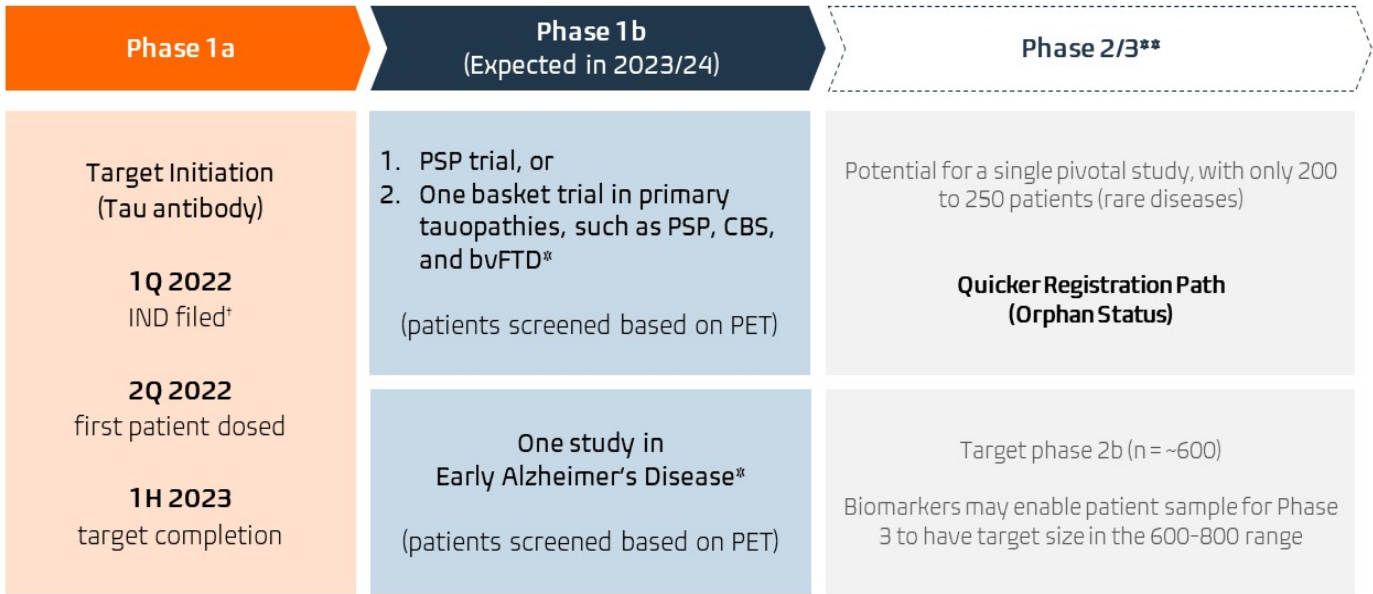 Phase 1a
Phase 1b
(Expected in 2023/24)
Phase 2/3**
Target Initiation
(Tau antibody)
1Q 2022
IND filed†
2Q 2022
first patient dosed
1H 2023
target completion
1. PSP trial, or
2. One basket trial in primary
tauopathies, such as PSP, CBS,
and bvFTD*
(patients screened based on PET)
One study in
Early Alzheimer's Disease*
(patients screened based on PET)
Potential for a single pivotal study, with only 200
to 250 patients (rare diseases)
Quicker Registration Path
(Orphan Status)
Target phase 2b (n = ~600)
Biomarkers may enable patient sample for Phase
3 to have target size in the 600-800 range